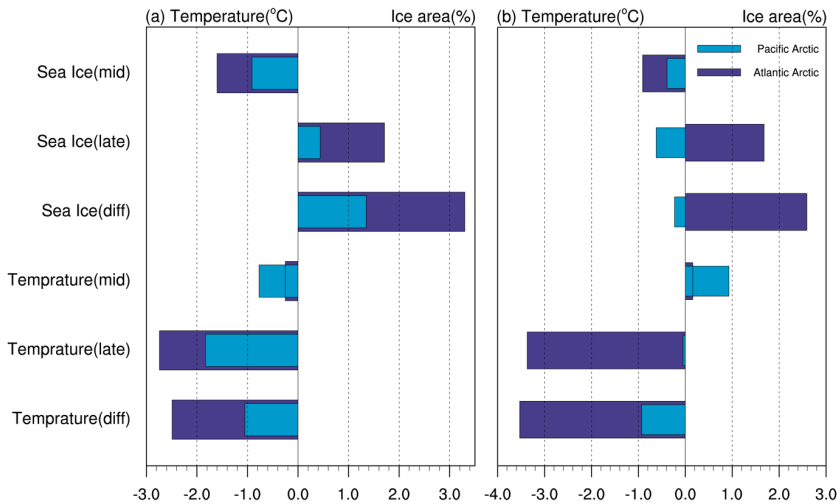 (a) Temperature(°C) Ice area(%) (b) Temperature(°C) Ice area(%)
Pacific Arctic
Sea Ice(mid) Atlantic Arctic
Sea Ice(late)
Sea Ice(diff)
Temprature(mid)
Temprature(late)
Temprature(diff)
-3.0 -2.0 -1.0 0.0 1.0 2.0 3.0 -4.0 -3.0 -2.0 -1.0 0.0 1.0 2.0 3.0